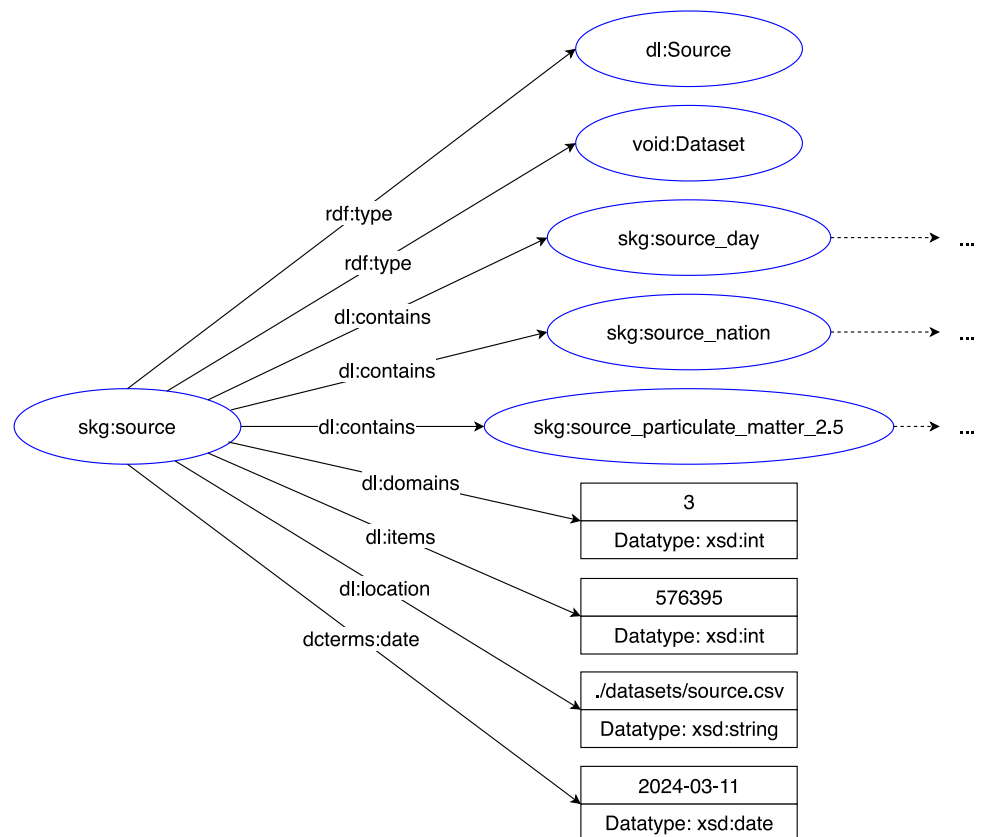 dl:Source
void:Dataset
rdf:type
skg:source_day
...
rdf:type
dl:contains
skg:source_nation
...
dl:contains
skg:source
dl:contains
skg:source_particulate_matter_2.5
...
dl:domains
3
Datatype: xsd:int
dl:items
576395
Datatype: xsd:int
dl:location
dcterms:date
./datasets/source.csv
Datatype: xsd:string
2024-03-11
Datatype: xsd:date